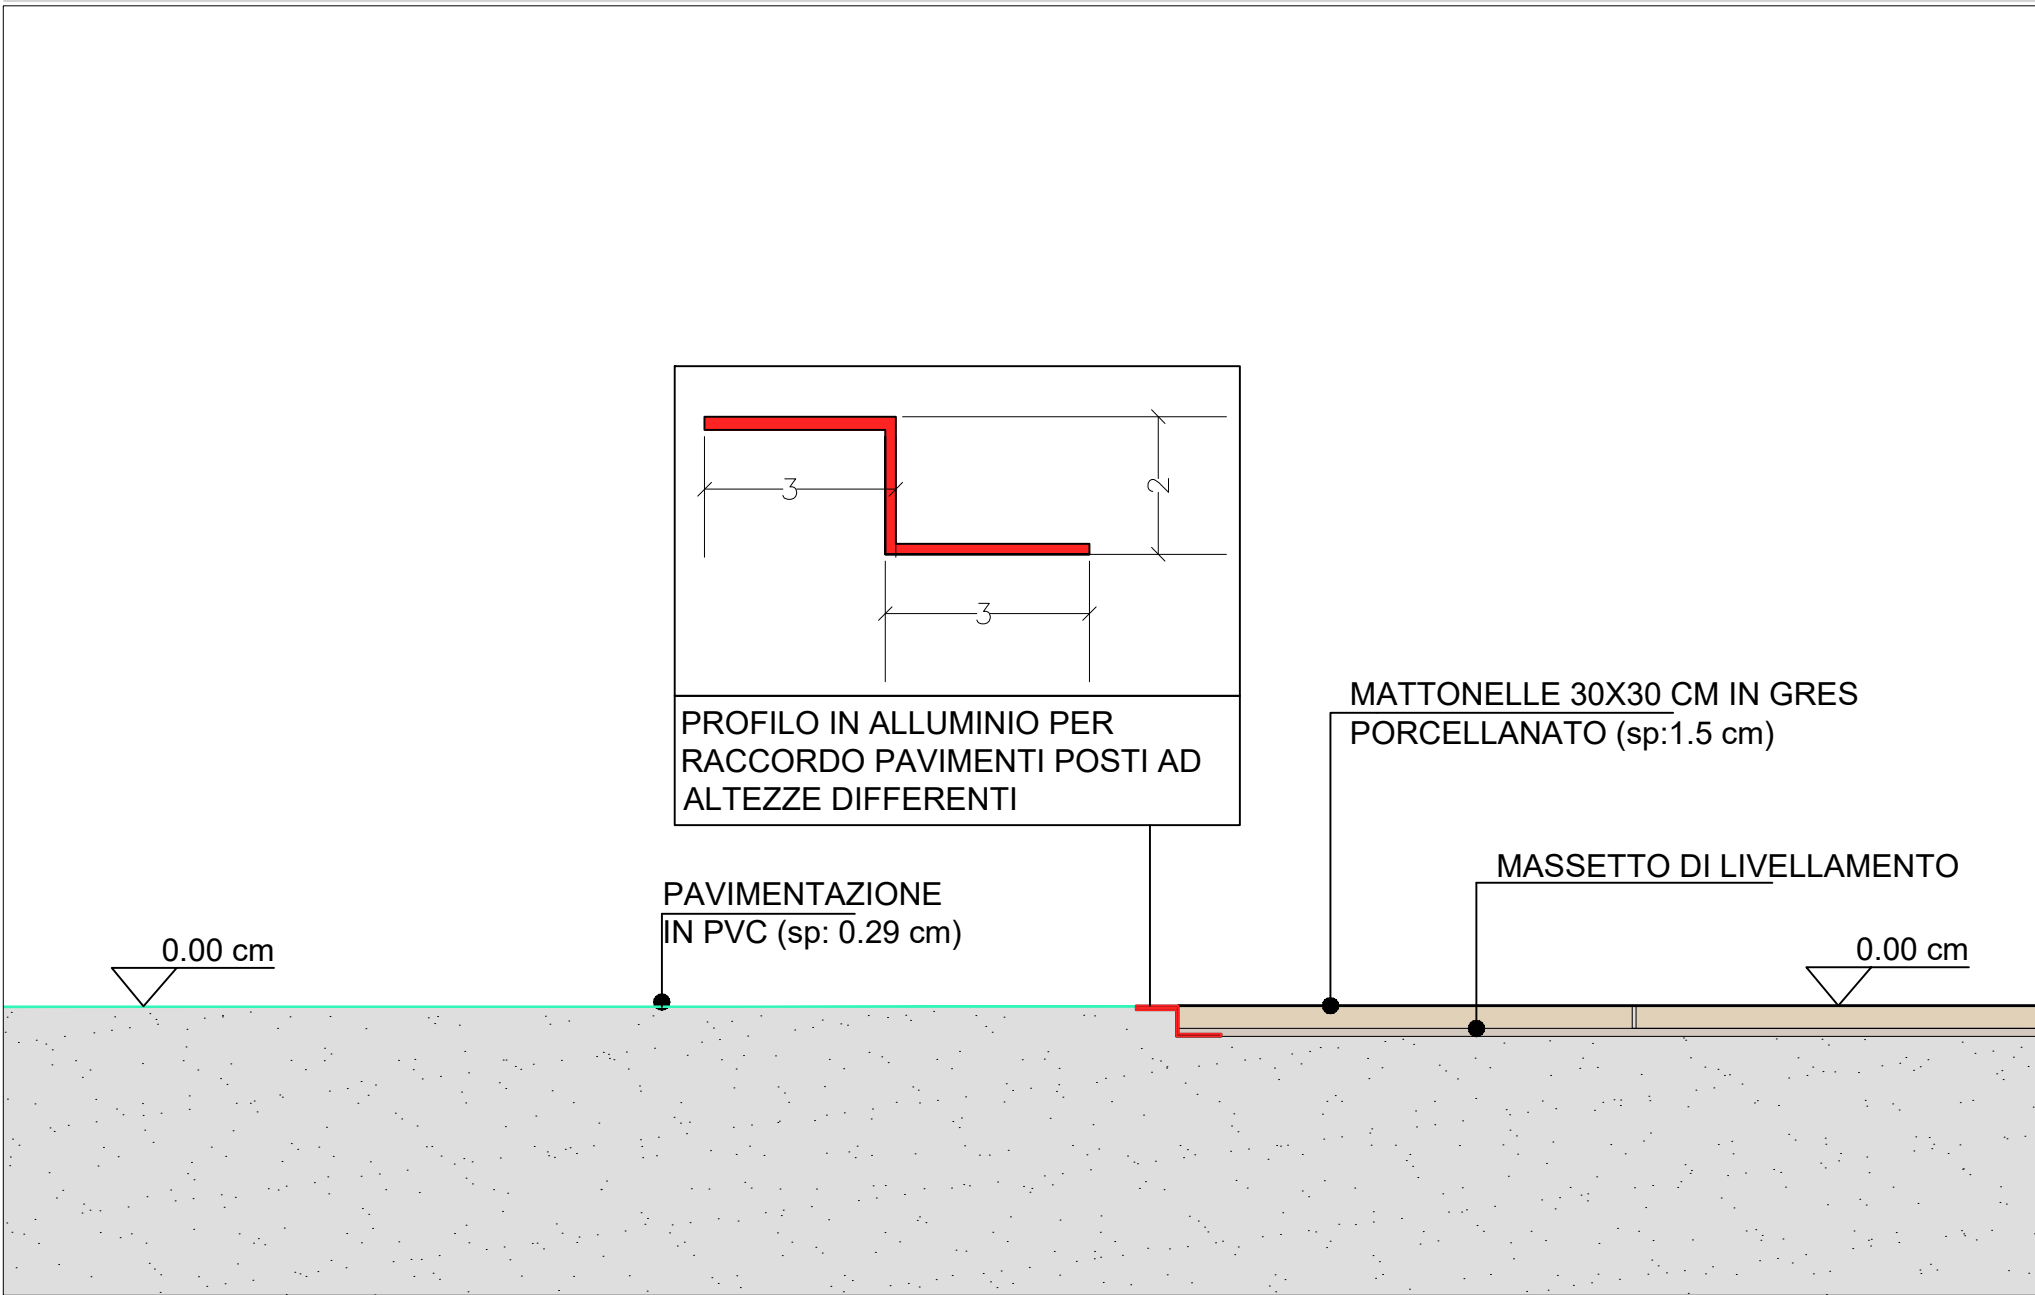 3
2
3
PROFILO IN ALLUMINIO PER
RACCORDO PAVIMENTI POSTI AD
ALTEZZE DIFFERENTI
MATTONELLE 30X30 CM IN GRES
PORCELLANATO (sp:1.5 cm)
MASSETTO DI LIVELLAMENTO
PAVIMENTAZIONE
IN PVC (sp: 0.29 cm)
0.00 cm
0.00 cm